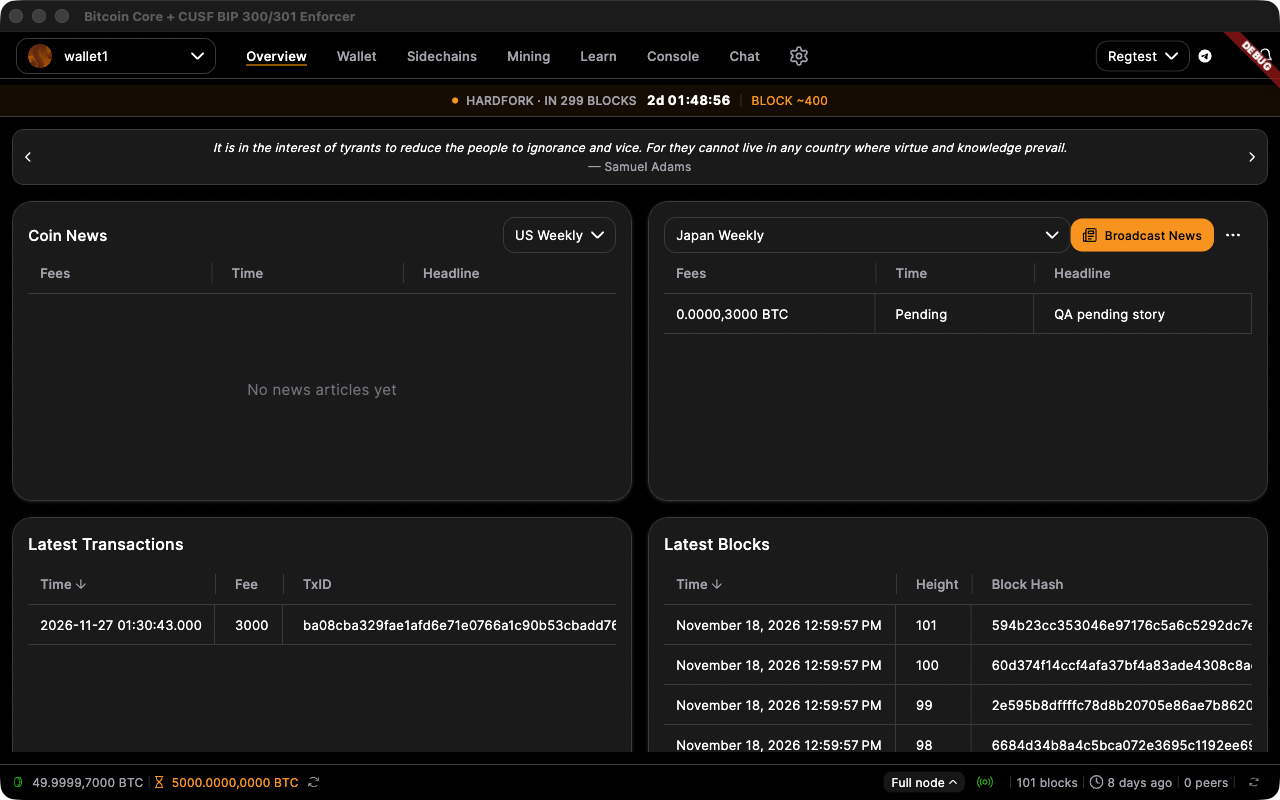 Bitcoin Core + CUSF BIP 300/301 Enforcer
wallet1
Overview
Wallet
Sidechains
Mining
Learn
Console
Chat
Regtest
DEBUG
HARDFORK · IN 299 BLOCKS 2d 01:48:56 BLOCK ~400
It is in the interest of tyrants to reduce the people to ignorance and vice. For they cannot live in any country where virtue and knowledge prevail.
— Samuel Adams
Coin News
US Weekly
Fees Time Headline
No news articles yet
Japan Weekly
Broadcast News
Fees Time Headline
0.0000,3000 BTC Pending QA pending story
Latest Transactions
Time Fee TxID
2026-11-27 01:30:43.000 3000 ba08cba329fae1afd6e71e0766a1c90b53cbadd76
Latest Blocks
Time Height Block Hash
November 18, 2026 12:59:57 PM 101 594b23cc353046e97176c5a6c5292dc7e
November 18, 2026 12:59:57 PM 100 60d374f14ccf4afa37bf4a83ade4308c8a
November 18, 2026 12:59:57 PM 99 2e595b8dffffc78d8b20705e86ae7b8620
November 18, 2026 12:59:57 PM 98 6684d34b8a4c5bca072e3695c1192ee69
49.9999,7000 BTC
5000.0000,0000 BTC
Full node
101 blocks
8 days ago
0 peers